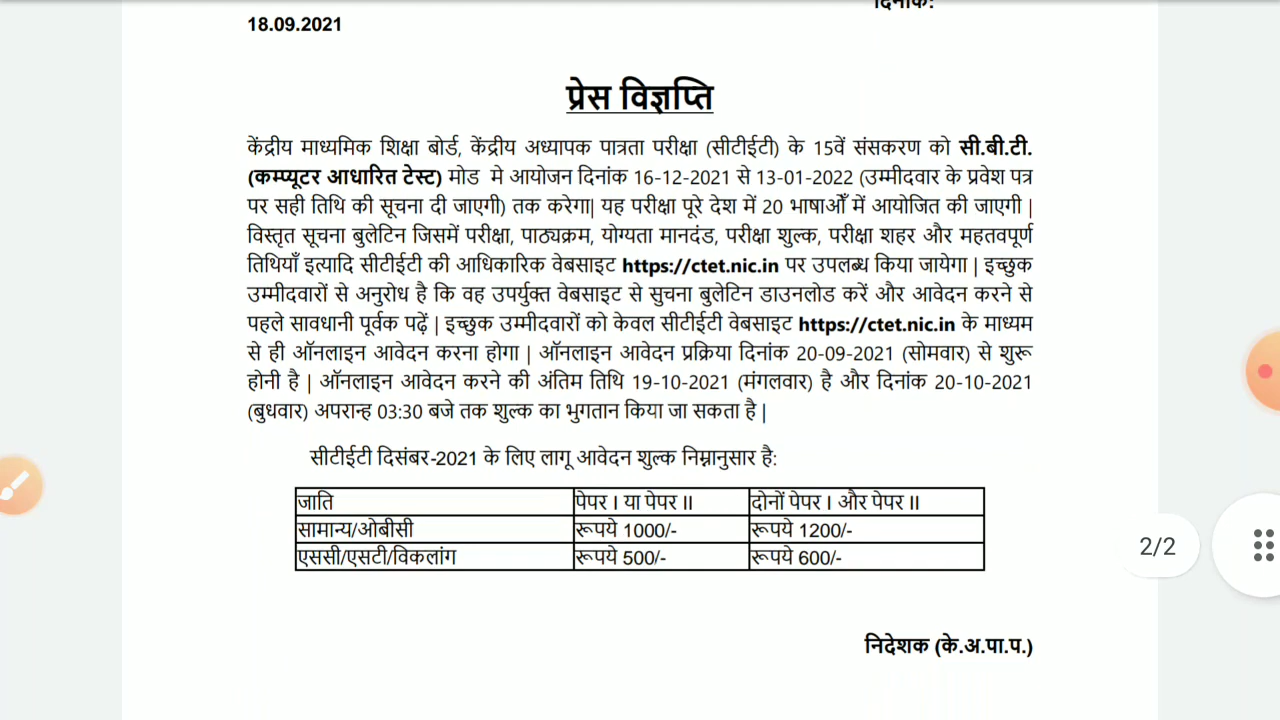 दिनांक:
18.09.2021
प्रेस विज्ञप्ति
केंद्रीय माध्यमिक शिक्षा बोर्ड, केंद्रीय अध्यापक पात्रता परीक्षा (सीटीईटी) के 15वें संसकरण को सी.बी.टी.
(कम्प्यूटर आधारित टेस्ट) मोड मे आयोजन दिनांक 16-12-2021 से 13-01-2022 (उम्मीदवार के प्रवेश पत्र
पर सही तिथि की सूचना दी जाएगी) तक करेगा| यह परीक्षा पूरे देश में 20 भाषाओँ में आयोजित की जाएगी |
विस्तृत सूचना बुलेटिन जिसमें परीक्षा, पाठ्यक्रम, योग्यता मानदंड, परीक्षा शुल्क, परीक्षा शहर और महतवपूर्ण
तिथियाँ इत्यादि सीटीईटी की आधिकारिक वेबसाइट https://ctet.nic.in पर उपलब्ध किया जायेगा | इच्छुक
उम्मीदवारों से अनुरोध है कि वह उपर्युक्त वेबसाइट से सुचना बुलेटिन डाउनलोड करें और आवेदन करने से
पहले सावधानी पूर्वक पढ़ें | इच्छुक उम्मीदवारों को केवल सीटीईटी वेबसाइट https://ctet.nic.in के माध्यम
से ही ऑनलाइन आवेदन करना होगा | ऑनलाइन आवेदन प्रक्रिया दिनांक 20-09-2021 (सोमवार) से शुरू
होनी है | ऑनलाइन आवेदन करने की अंतिम तिथि 19-10-2021 (मंगलवार) है और दिनांक 20-10-2021
(बुधवार) अपरान्ह 03:30 बजे तक शुल्क का भुगतान किया जा सकता है |
सीटीईटी दिसंबर-2021 के लिए लागू आवेदन शुल्क निम्नानुसार है:
जाति पेपर I या पेपर II दोनों पेपर I और पेपर II
सामान्य/ओबीसी रूपये 1000/- रूपये 1200/-
एससी/एसटी/विकलांग रूपये 500/- रूपये 600/-
2/2
निदेशक (के.अ.पा.प.)